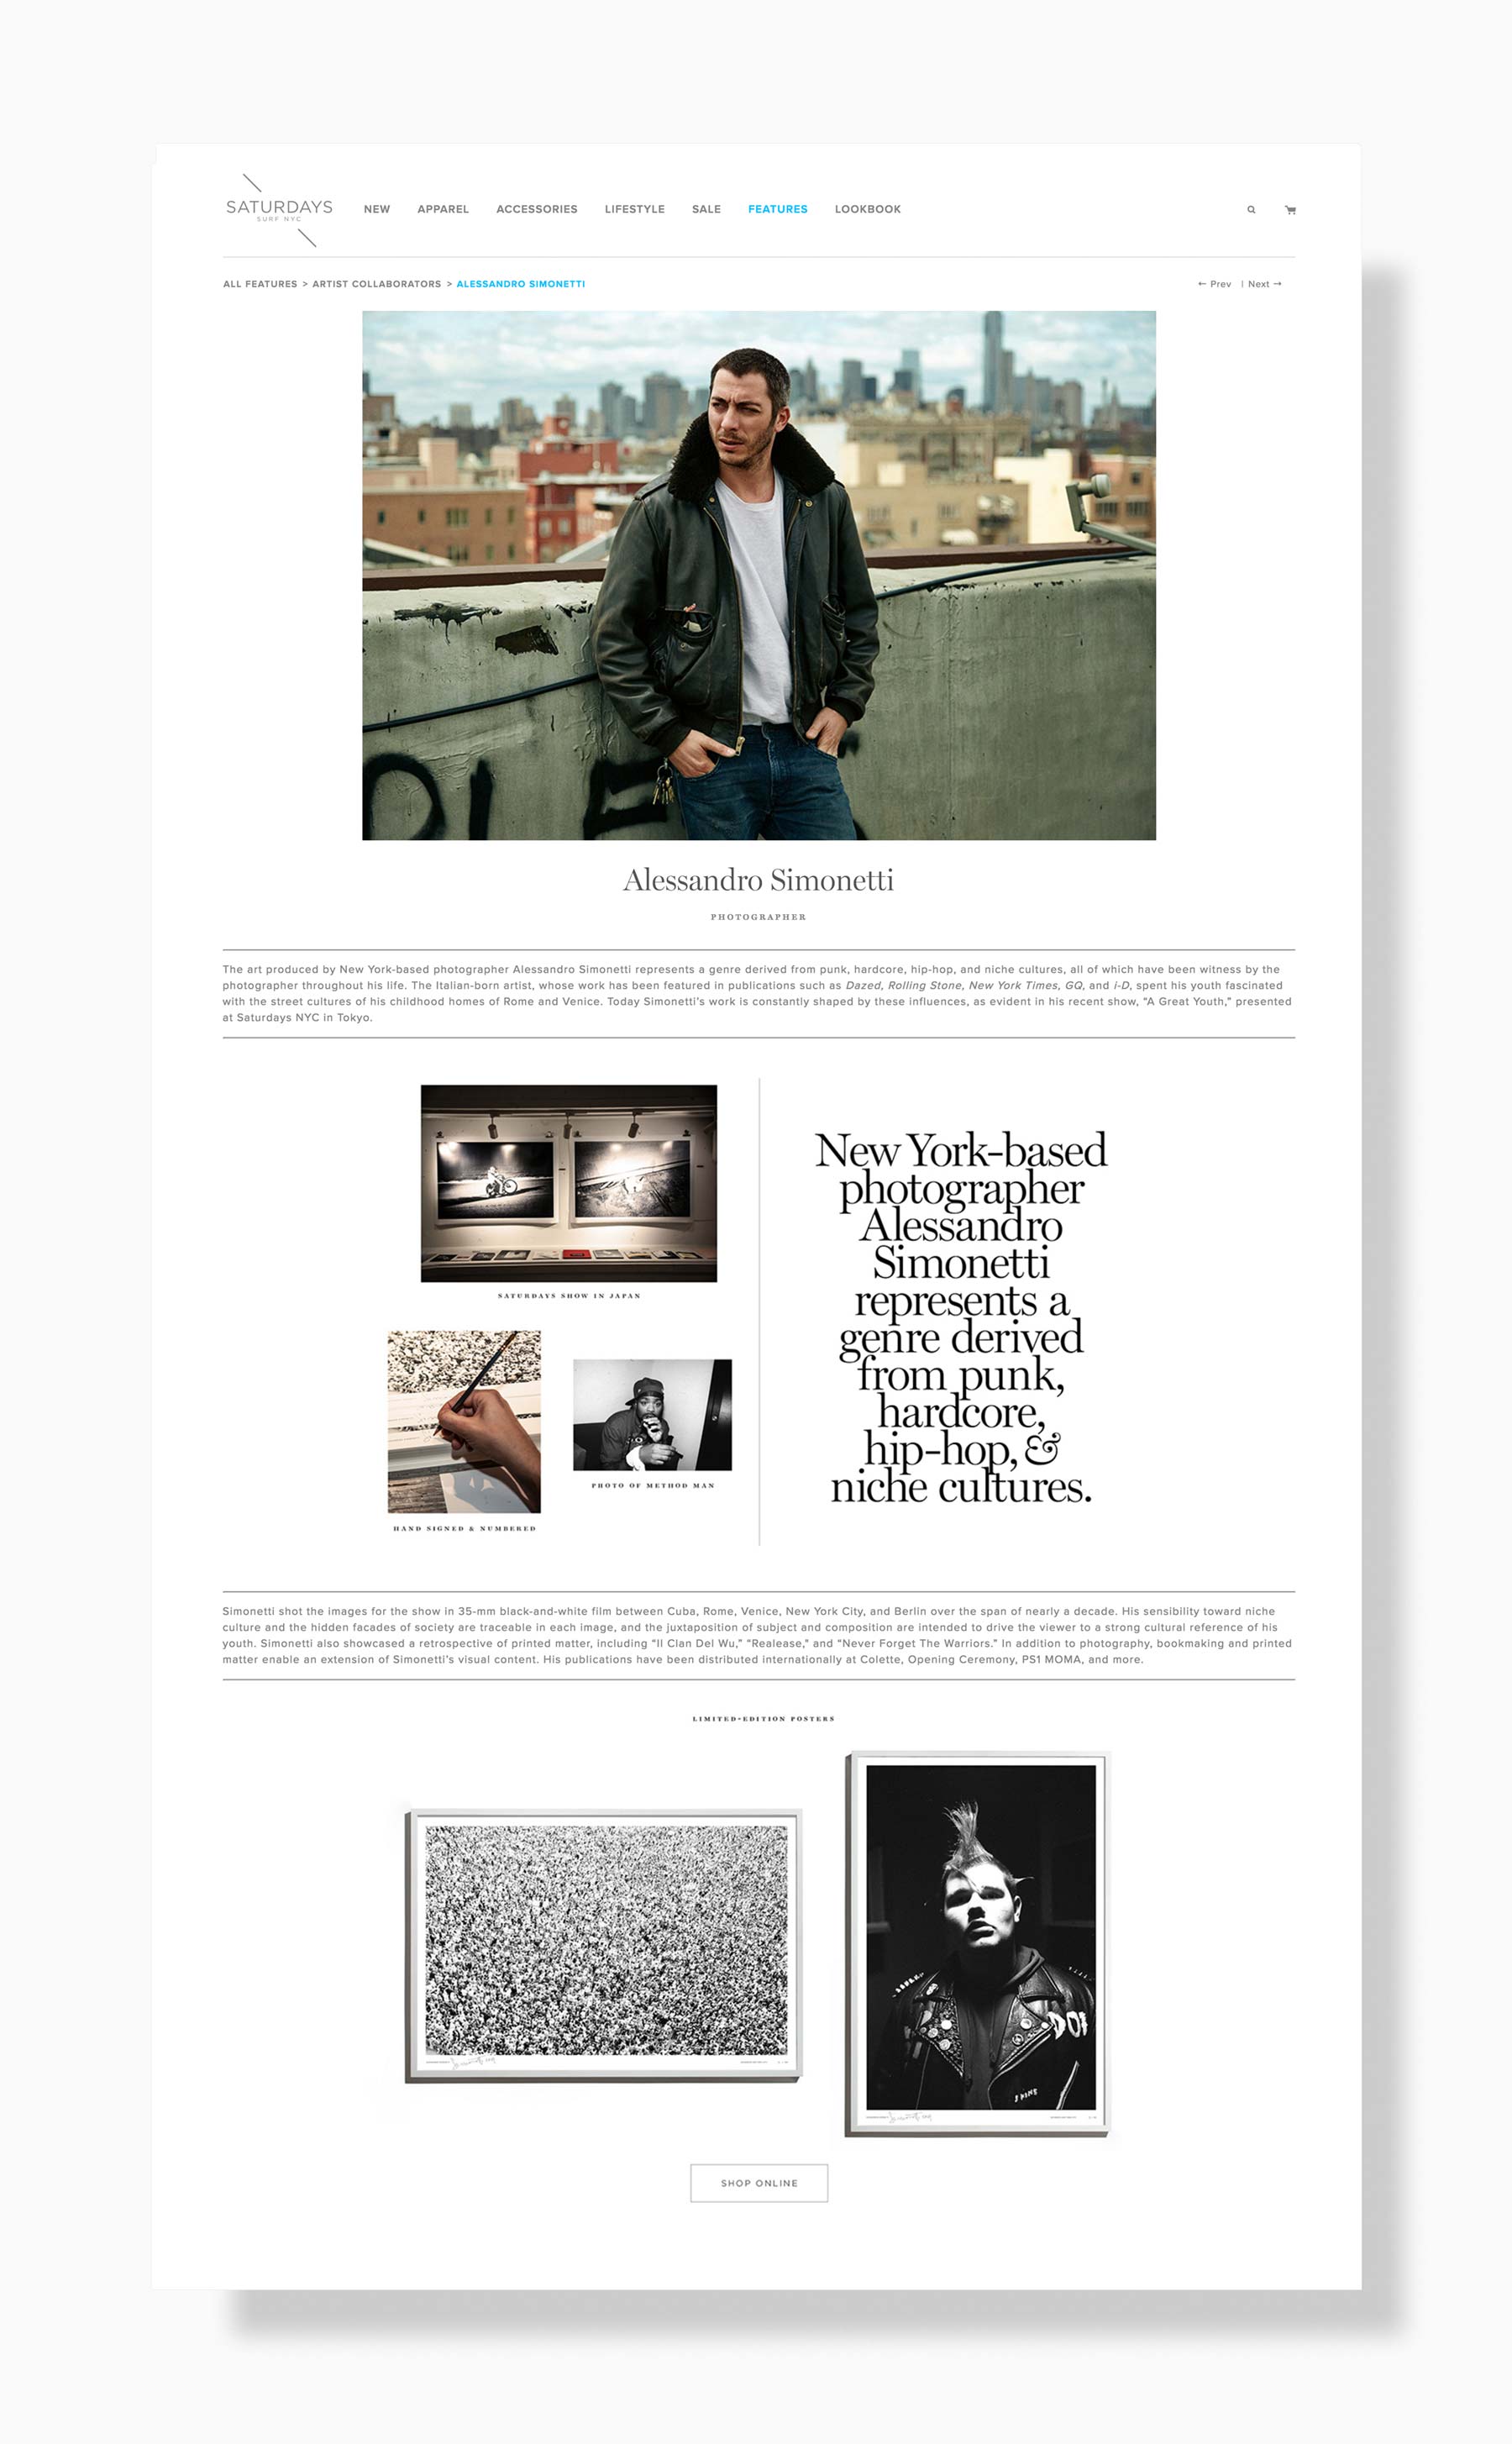 SATURDAYS
SURF NYC
NEW APPAREL ACCESSORIES LIFESTYLE SALE FEATURES LOOKBOOK
ALL FEATURES > ARTIST COLLABORATORS > ALESSANDRO SIMONETTI
← Prev | Next →
Alessandro Simonetti
PHOTOGRAPHER
The art produced by New York-based photographer Alessandro Simonetti represents a genre derived from punk, hardcore, hip-hop, and niche cultures, all of which have been witness by the
photographer throughout his life. The Italian-born artist, whose work has been featured in publications such as Dazed, Rolling Stone, New York Times, GQ, and i-D, spent his youth fascinated
with the street cultures of his childhood homes of Rome and Venice. Today Simonetti’s work is constantly shaped by these influences, as evident in his recent show, “A Great Youth,” presented
at Saturdays NYC in Tokyo.
SATURDAYS SHOW IN JAPAN
HAND SIGNED & NUMBERED
PHOTO OF METHOD MAN
New York-based
photographer
Alessandro
Simonetti
represents a
genre derived
from punk,
hardcore,
hip-hop, &
niche cultures.
Simonetti shot the images for the show in 35-mm black-and-white film between Cuba, Rome, Venice, New York City, and Berlin over the span of nearly a decade. His sensibility toward niche
culture and the hidden facades of society are traceable in each image, and the juxtaposition of subject and composition are intended to drive the viewer to a strong cultural reference of his
youth. Simonetti also showcased a retrospective of printed matter, including “Il Clan Del Wu,” “Realease,” and “Never Forget The Warriors.” In addition to photography, bookmaking and printed
matter enable an extension of Simonetti’s visual content. His publications have been distributed internationally at Colette, Opening Ceremony, PS1 MOMA, and more.
LIMITED-EDITION POSTERS
SHOP ONLINE